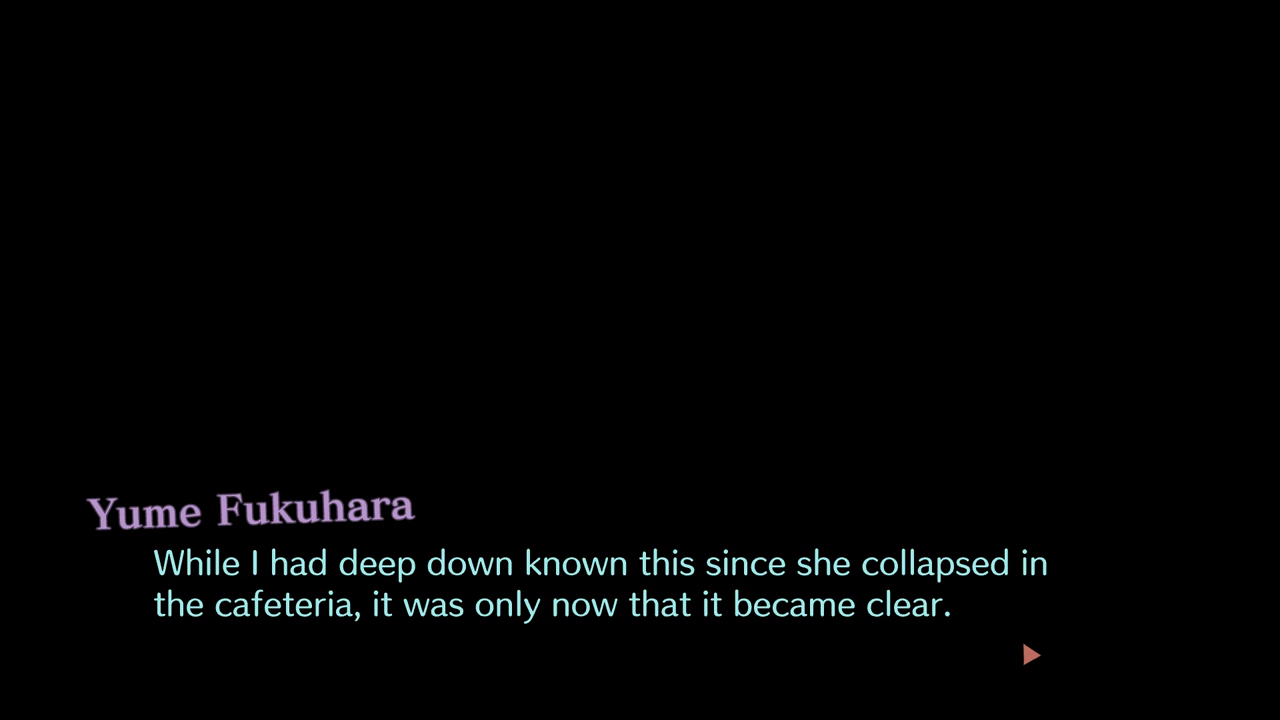 Yume Fukuhara
While I had deep down known this since she collapsed in
the cafeteria, it was only now that it became clear.